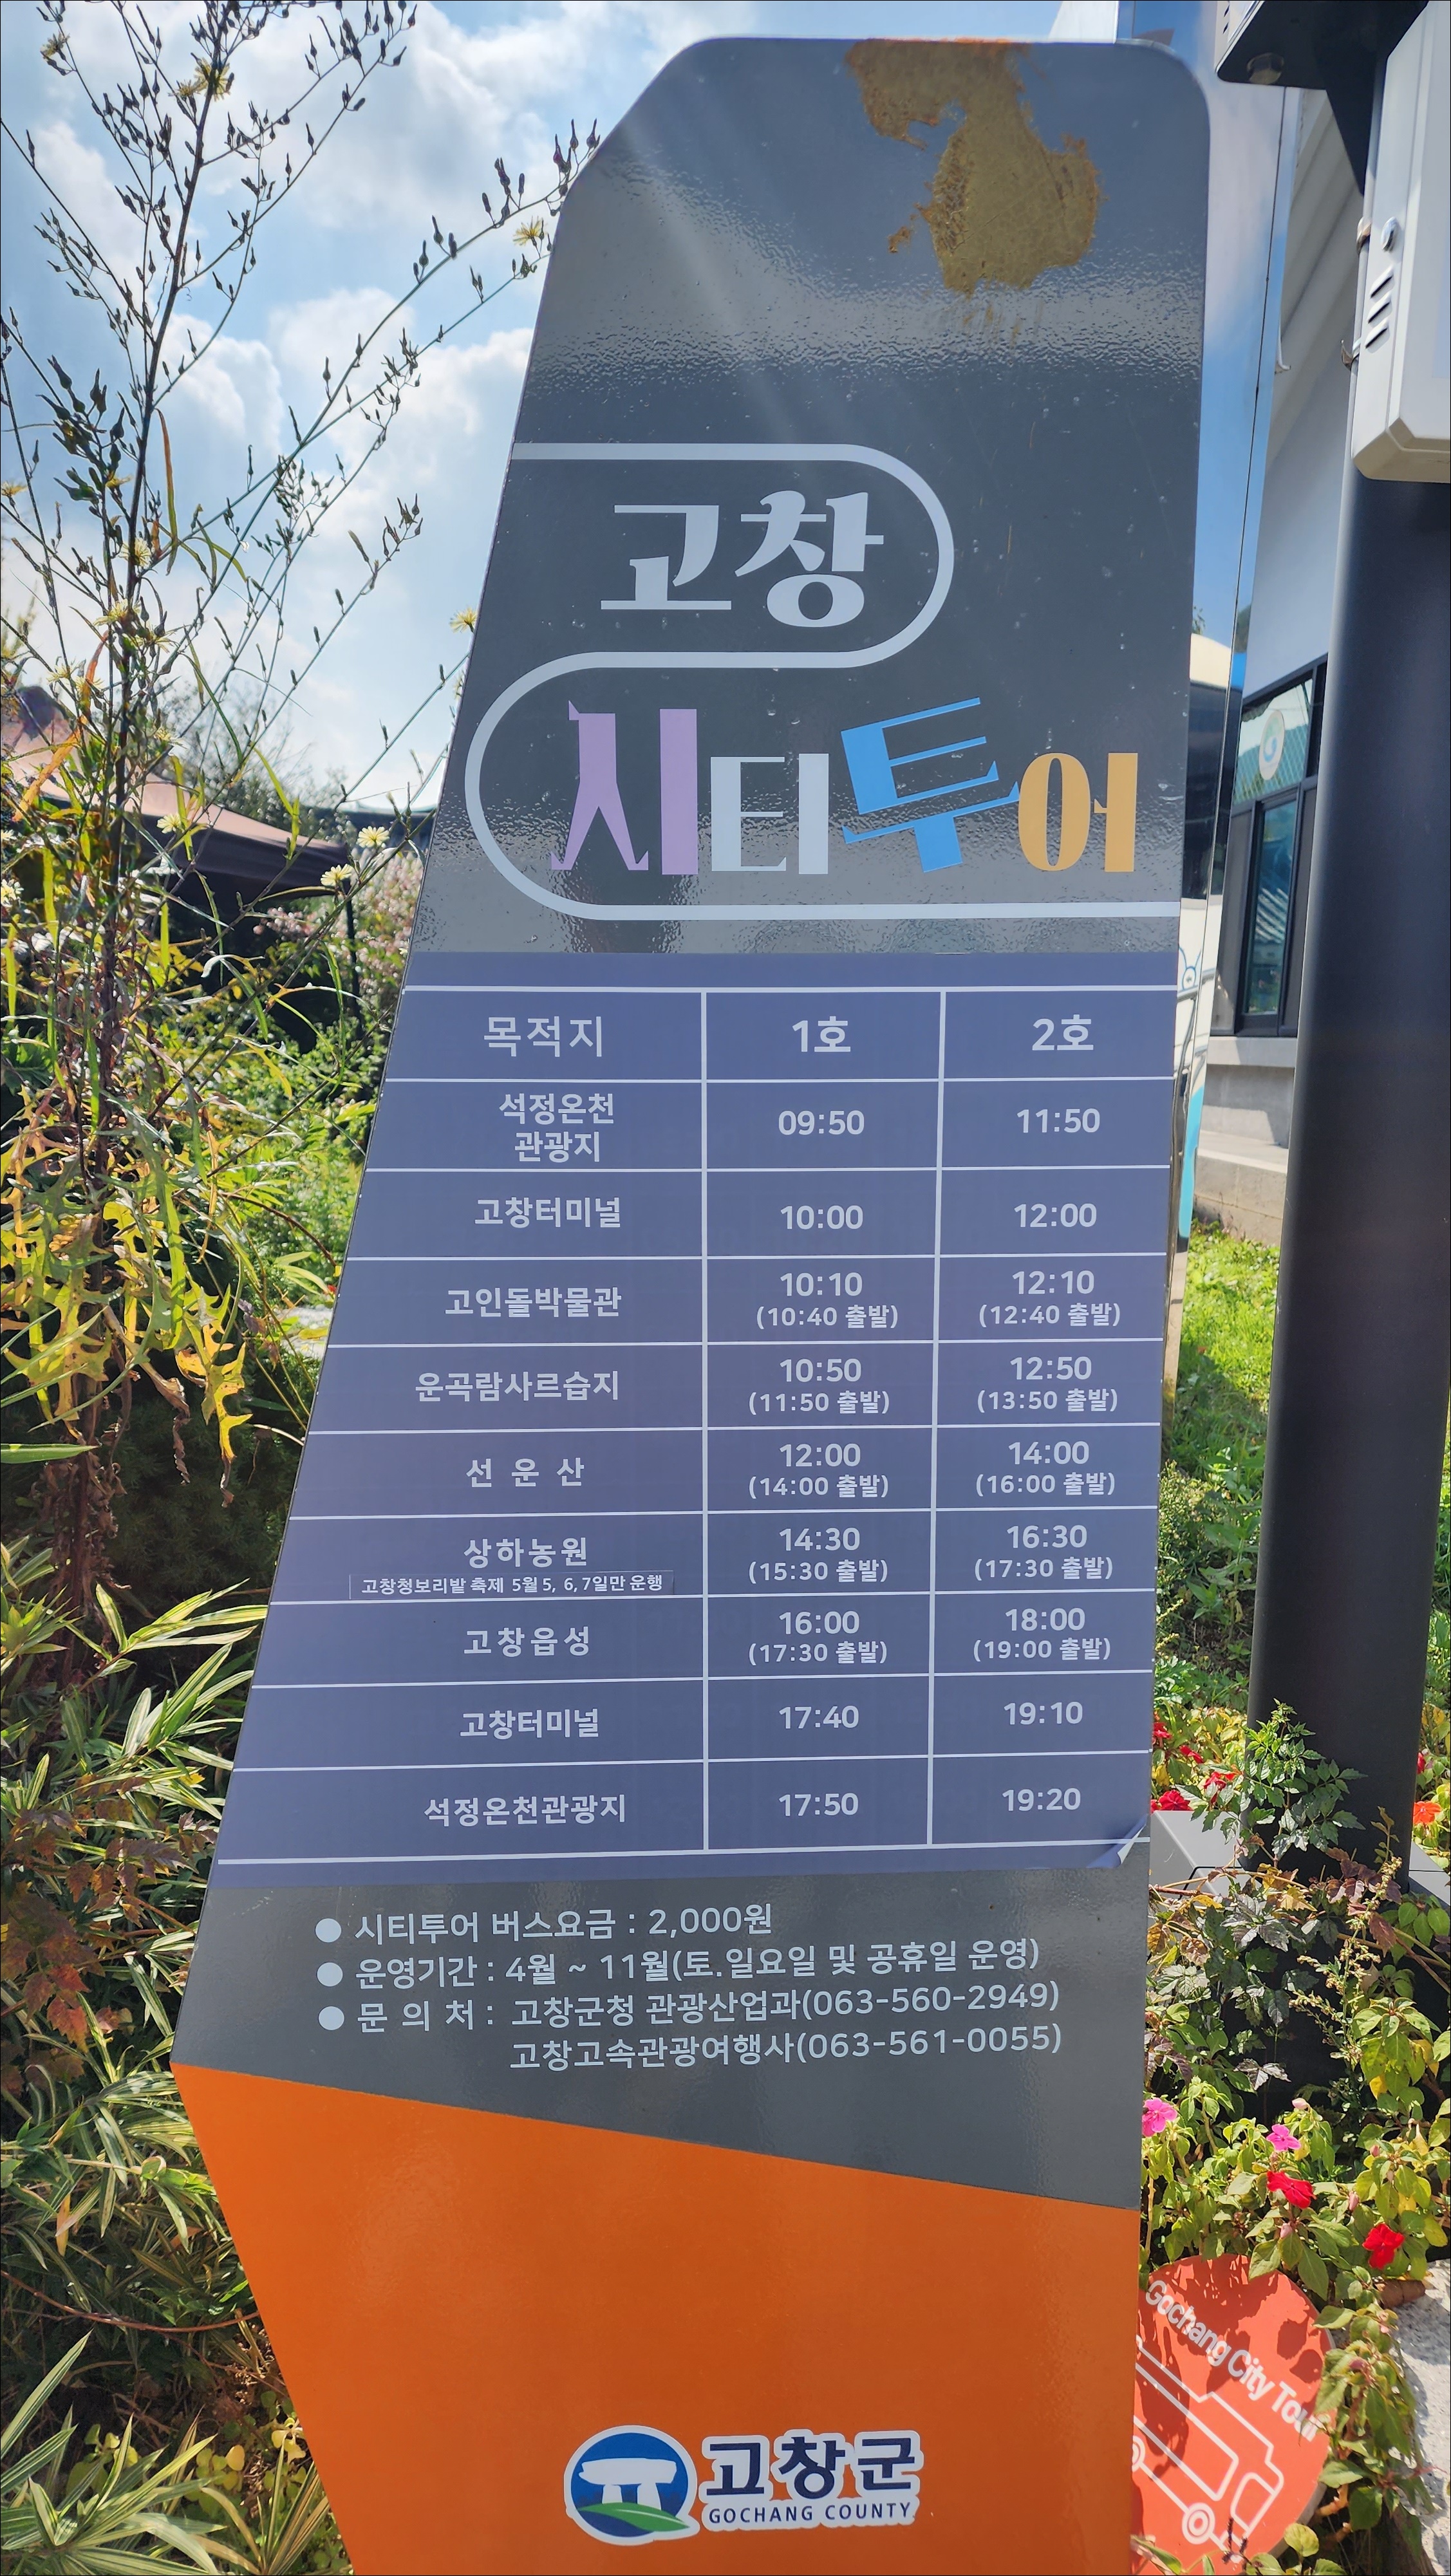 고창
시티투어
목적지 1호 2호
석정온천
관광지 09:50 11:50
고창터미널 10:00 12:00
고인돌박물관 10:10 (10:40 출발) 12:10 (12:40 출발)
운곡람사르습지 10:50 (11:50 출발) 12:50 (13:50 출발)
선 운 산 12:00 (14:00 출발) 14:00 (16:00 출발)
상하농원 14:30 (15:30 출발) 16:30 (17:30 출발)
고창청보리밭 축제 5월 5, 6, 7일만 운행
고창읍성 16:00 (17:30 출발) 18:00 (19:00 출발)
고창터미널 17:40 19:10
석정온천관광지 17:50 19:20
● 시티투어 버스요금 : 2,000원
● 운영기간 : 4월 ~ 11월(토.일요일 및 공휴일 운영)
● 문 의 처 : 고창군청 관광산업과(063-560-2949)
고창고속관광여행사(063-561-0055)
고창군
GOCHANG COUNTY
Gochang City Tour